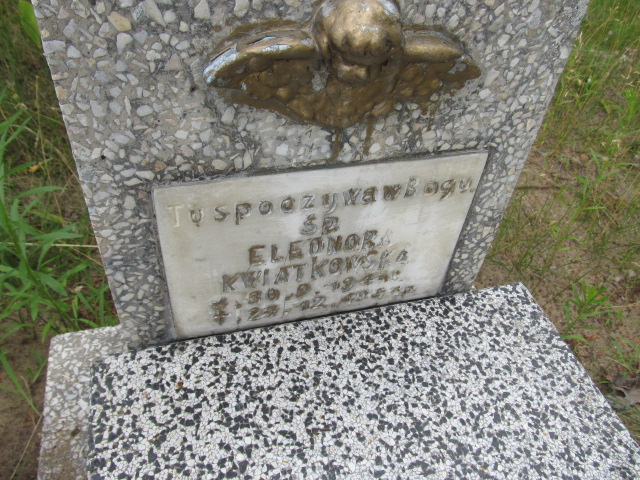 Tu spoczywa w Bogu
ŚP.
ELEONORA
KWIATKOWSKA